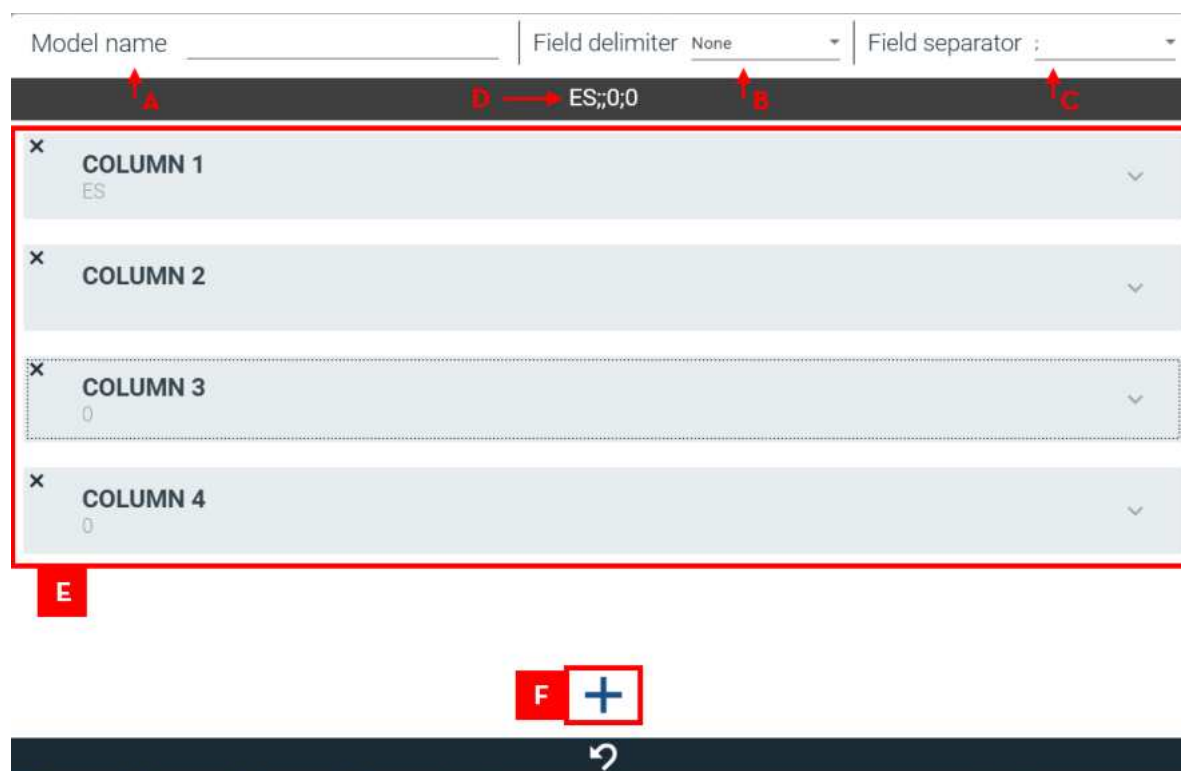 Model name Field delimiter None Field separator ;
A D ES;;0;0 B C
COLUMN 1
ES
COLUMN 2
COLUMN 3
0
COLUMN 4
0
E
F